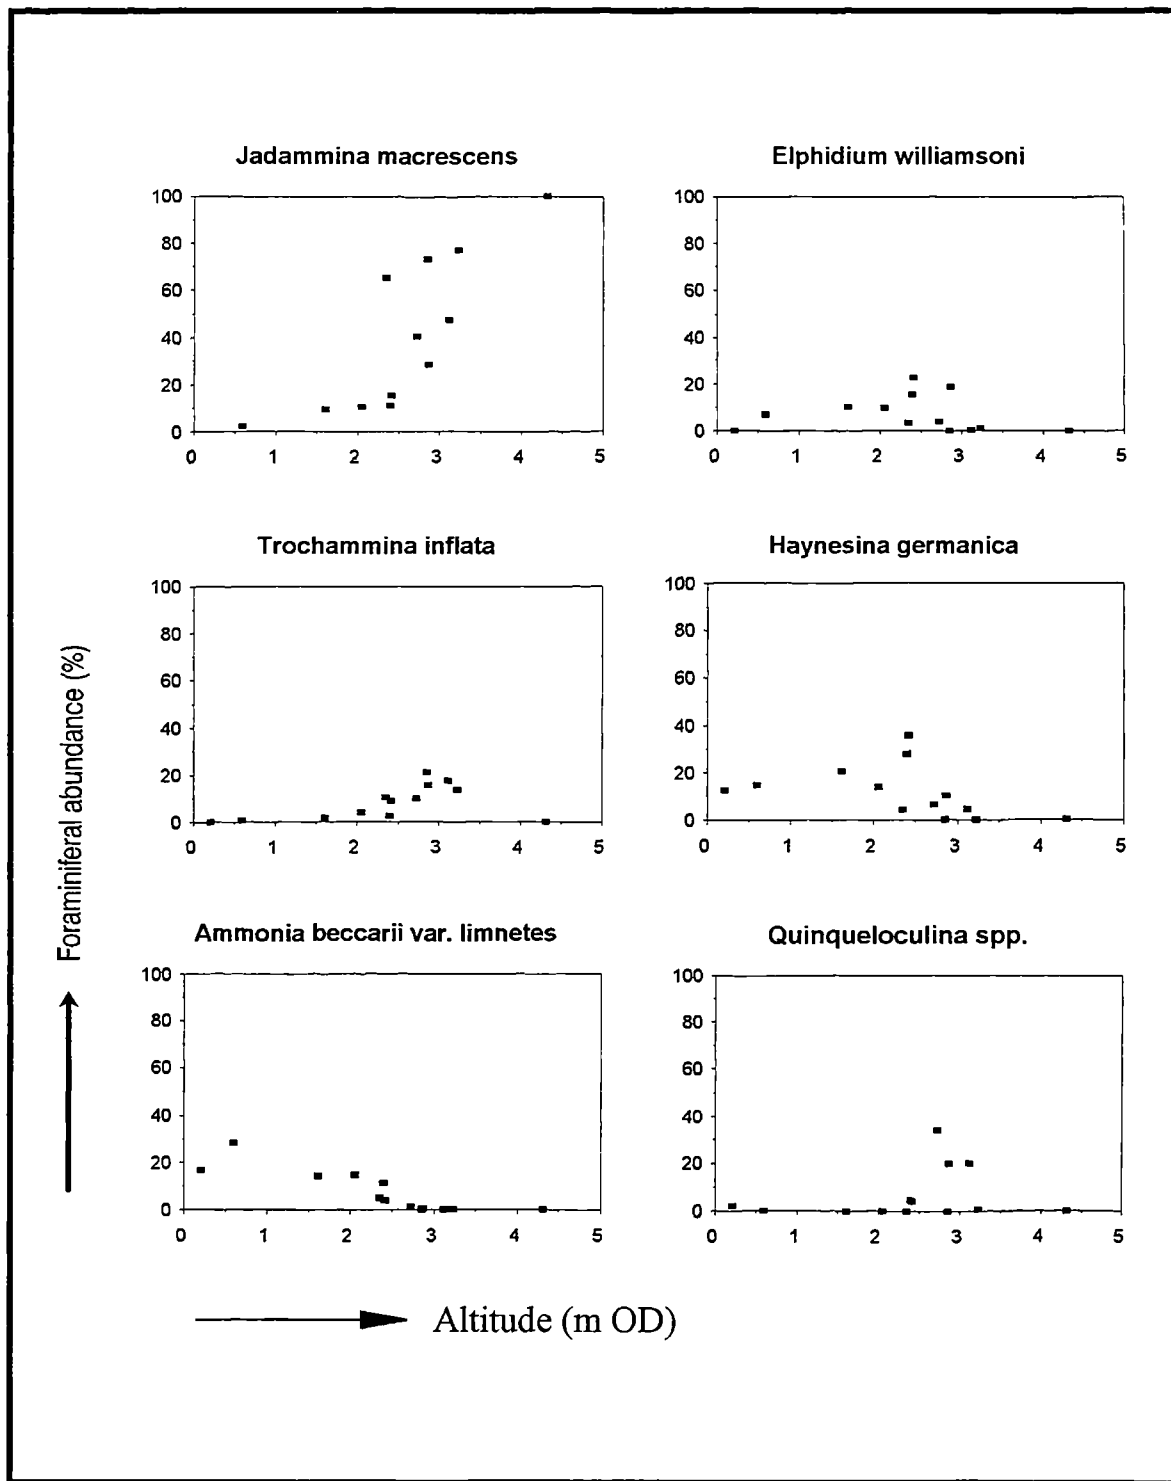 Jadammina macrescens
100
80
60
40
20
0
0 1 2 3 4 5
Elphidium williamsoni
100
80
60
40
20
0
0 1 2 3 4 5
Trochammina inflata
100
80
60
40
20
0
0 1 2 3 4 5
Haynesina germanica
100
80
60
40
20
0
0 1 2 3 4 5
Ammonia beccarii var. limnetes
100
80
60
40
20
0
0 1 2 3 4 5
Quinqueloculina spp.
100
80
60
40
20
0
0 1 2 3 4 5
Foraminiferal abundance (%)
Altitude (m OD)